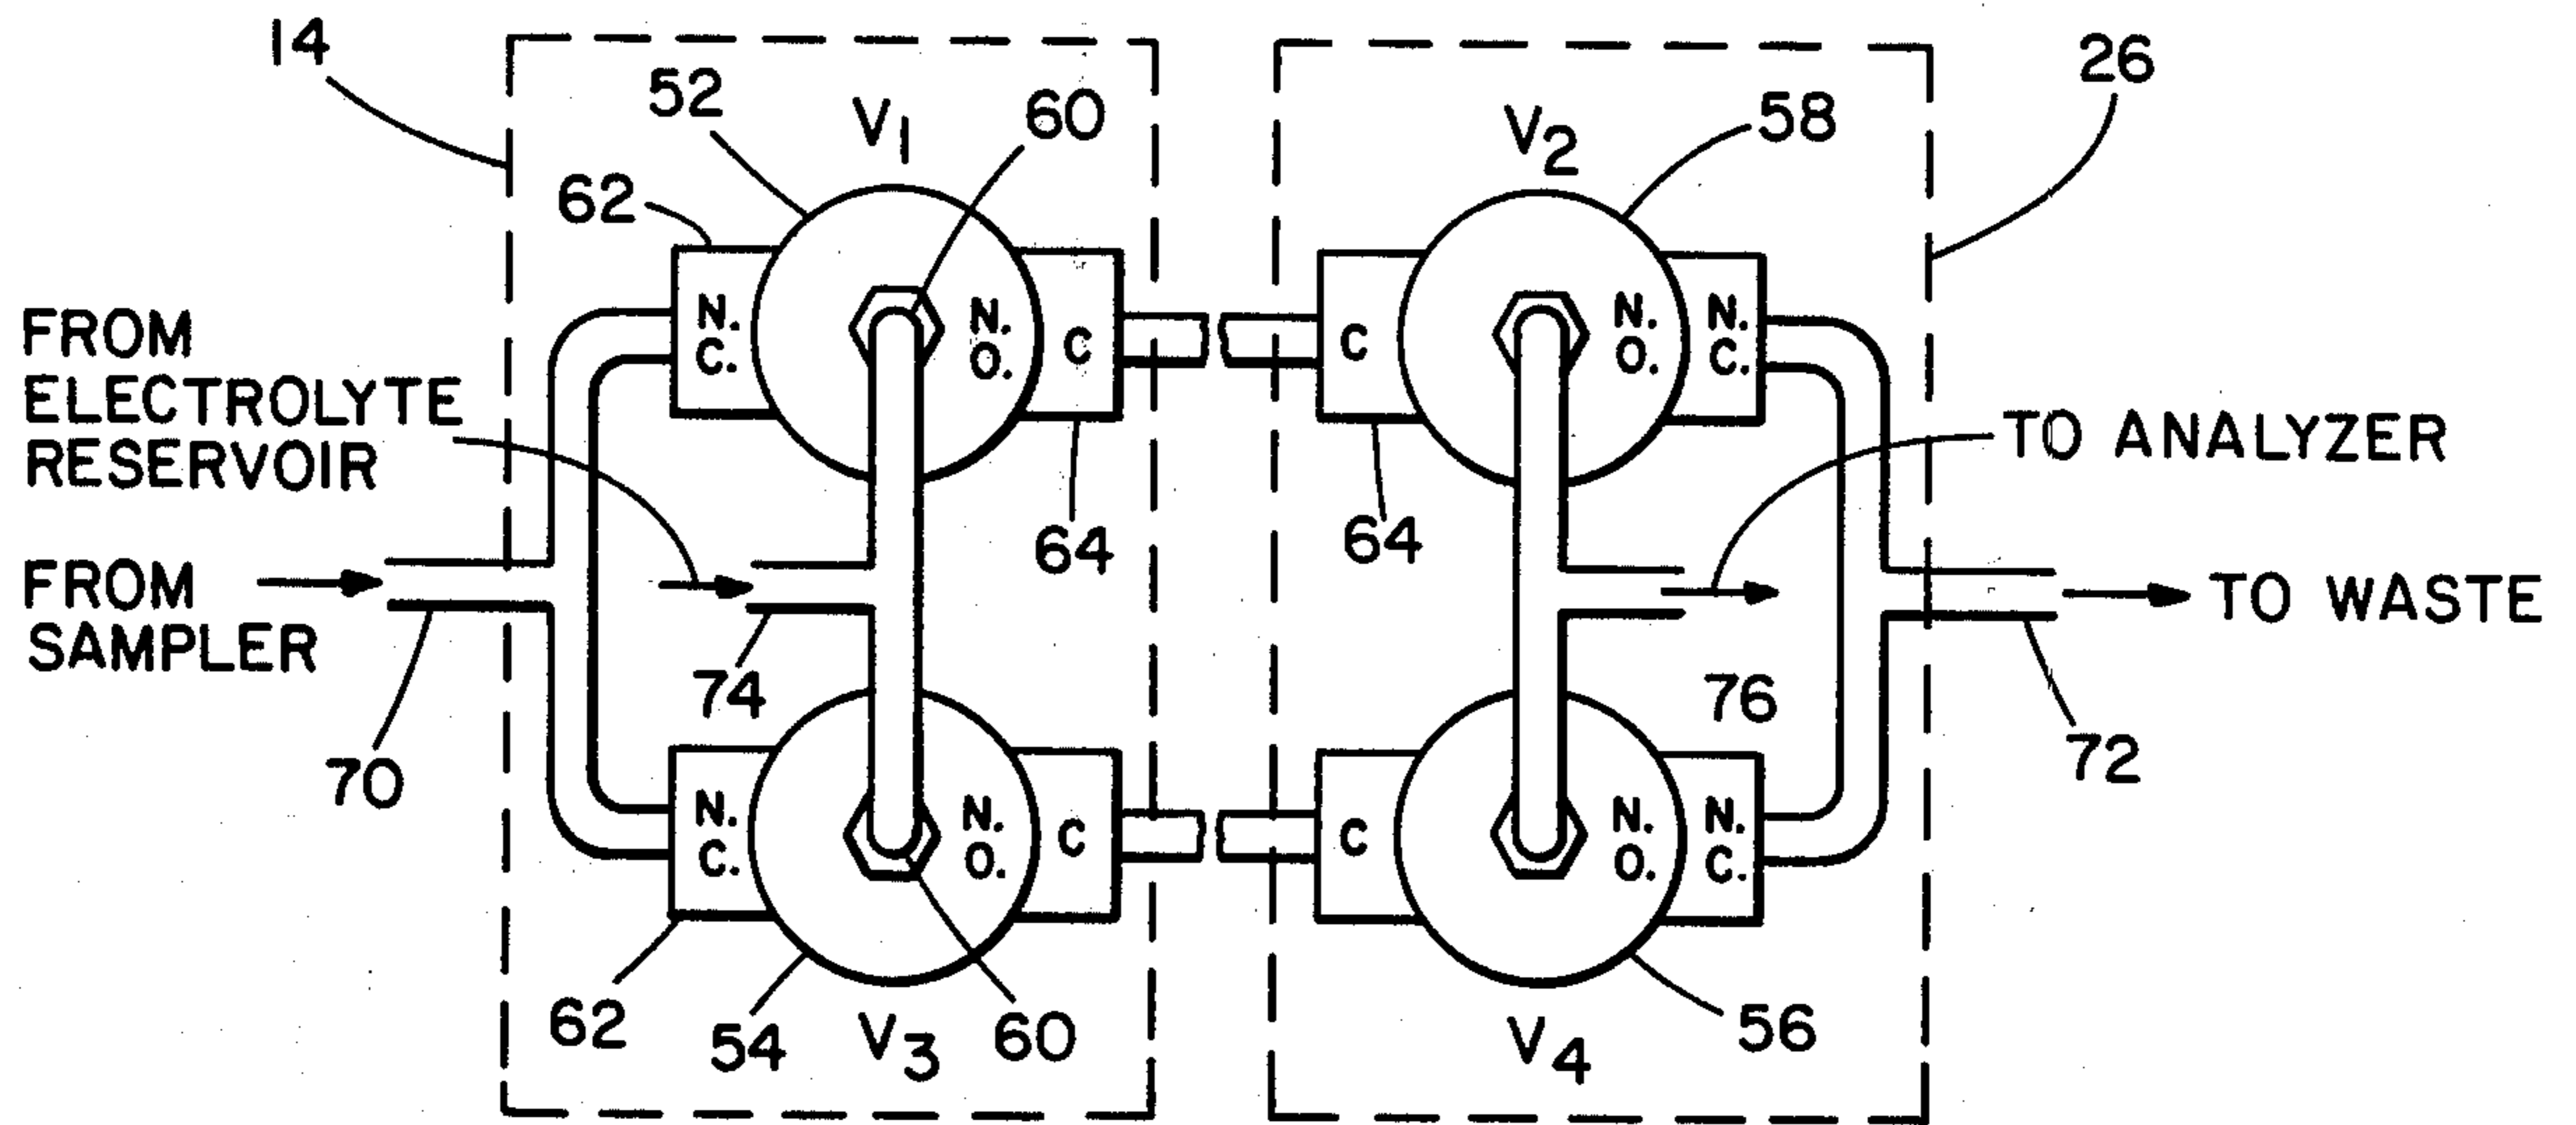 14
26
52
V1
60
V2
58
62
N.
C.
N.
O.
C
C
N.
O.
N.
C.
FROM
ELECTROLYTE
RESERVOIR
TO ANALYZER
64
64
FROM
SAMPLER
TO WASTE
74
76
70
72
N.
C.
N.
O.
C
C
N.
O.
N.
C.
62
54
V3
60
V4
56